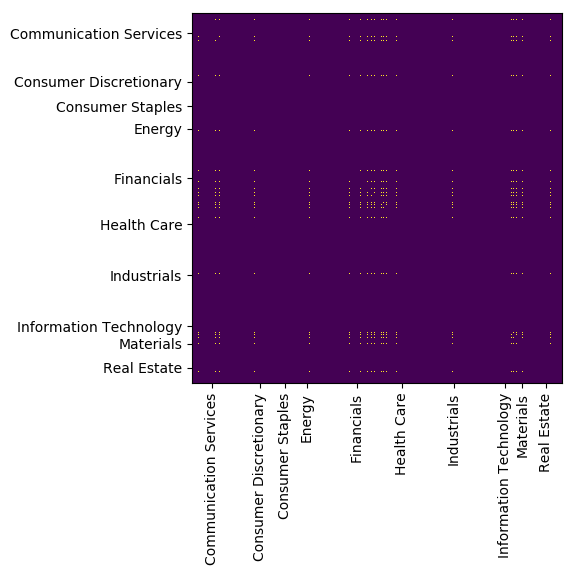 Communication Services
Consumer Discretionary
Consumer Staples
Energy
Financials
Health Care
Industrials
Information Technology
Materials
Real Estate
Communication Services
Consumer Discretionary
Consumer Staples
Energy
Financials
Health Care
Industrials
Information Technology
Materials
Real Estate